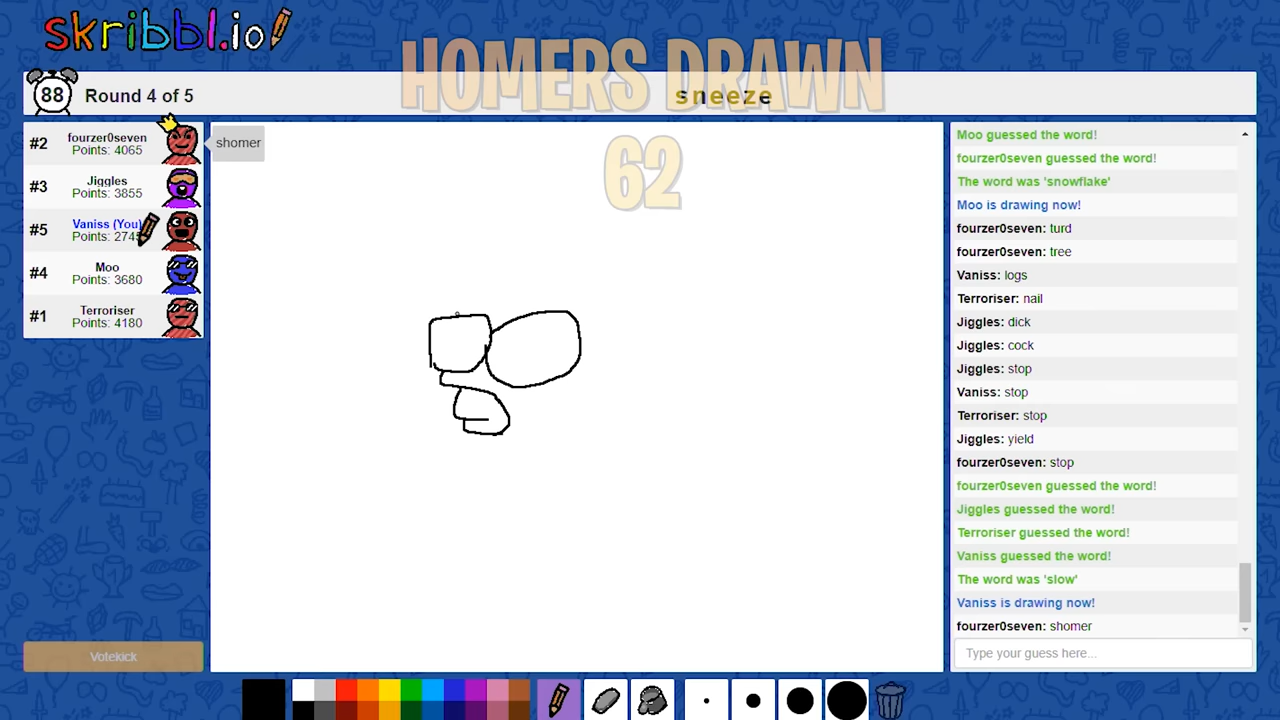 skribbl.io
HOMERS DRAWN
62
88
Round 4 of 5
sneeze
#2
fourzer0seven
Points: 4065
shomer
#3
Jiggles
Points: 3855
#5
Vaniss (You)
Points: 2745
#4
Moo
Points: 3680
#1
Terroriser
Points: 4180
Votekick
Moo guessed the word!
fourzer0seven guessed the word!
The word was 'snowflake'
Moo is drawing now!
fourzer0seven: turd
fourzer0seven: tree
Vaniss: logs
Terroriser: nail
Jiggles: dick
Jiggles: cock
Jiggles: stop
Vaniss: stop
Terroriser: stop
Jiggles: yield
fourzer0seven: stop
fourzer0seven guessed the word!
Jiggles guessed the word!
Terroriser guessed the word!
Vaniss guessed the word!
The word was 'slow'
Vaniss is drawing now!
fourzer0seven: shomer
Type your guess here...